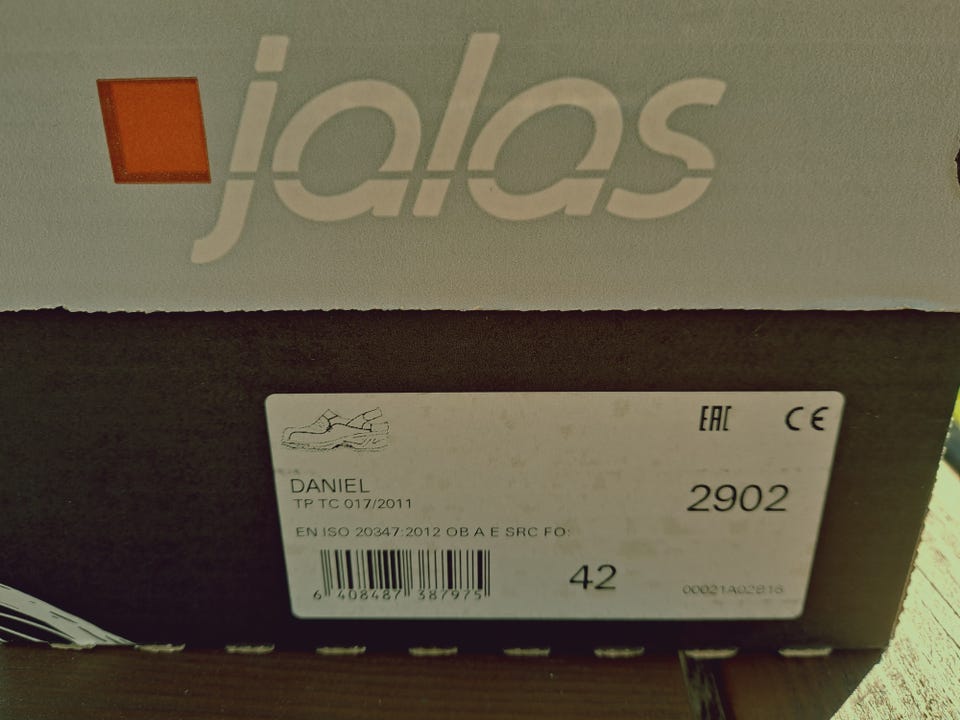 jalas
EAC CE
DANIEL
TP TC 017/2011
2902
EN ISO 20347:2012 OB A E SRC FO:
42
6 408487 387975
00021A02B16